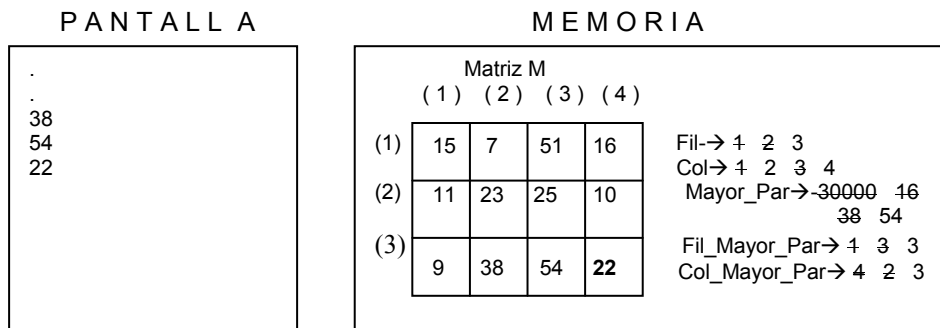 P A N T A L L A
.
.
38
54
22
M E M O R I A
Matriz M
( 1 ) ( 2 ) ( 3 ) ( 4 )
(1) 15 7 51 16
(2) 11 23 25 10
(3) 9 38 54 22
Fil-→ 1 2 3
Col→ 1 2 3 4
Mayor_Par→-30000 16
38 54
Fil_Mayor_Par→ 1 3 3
Col_Mayor_Par→ 4 2 3